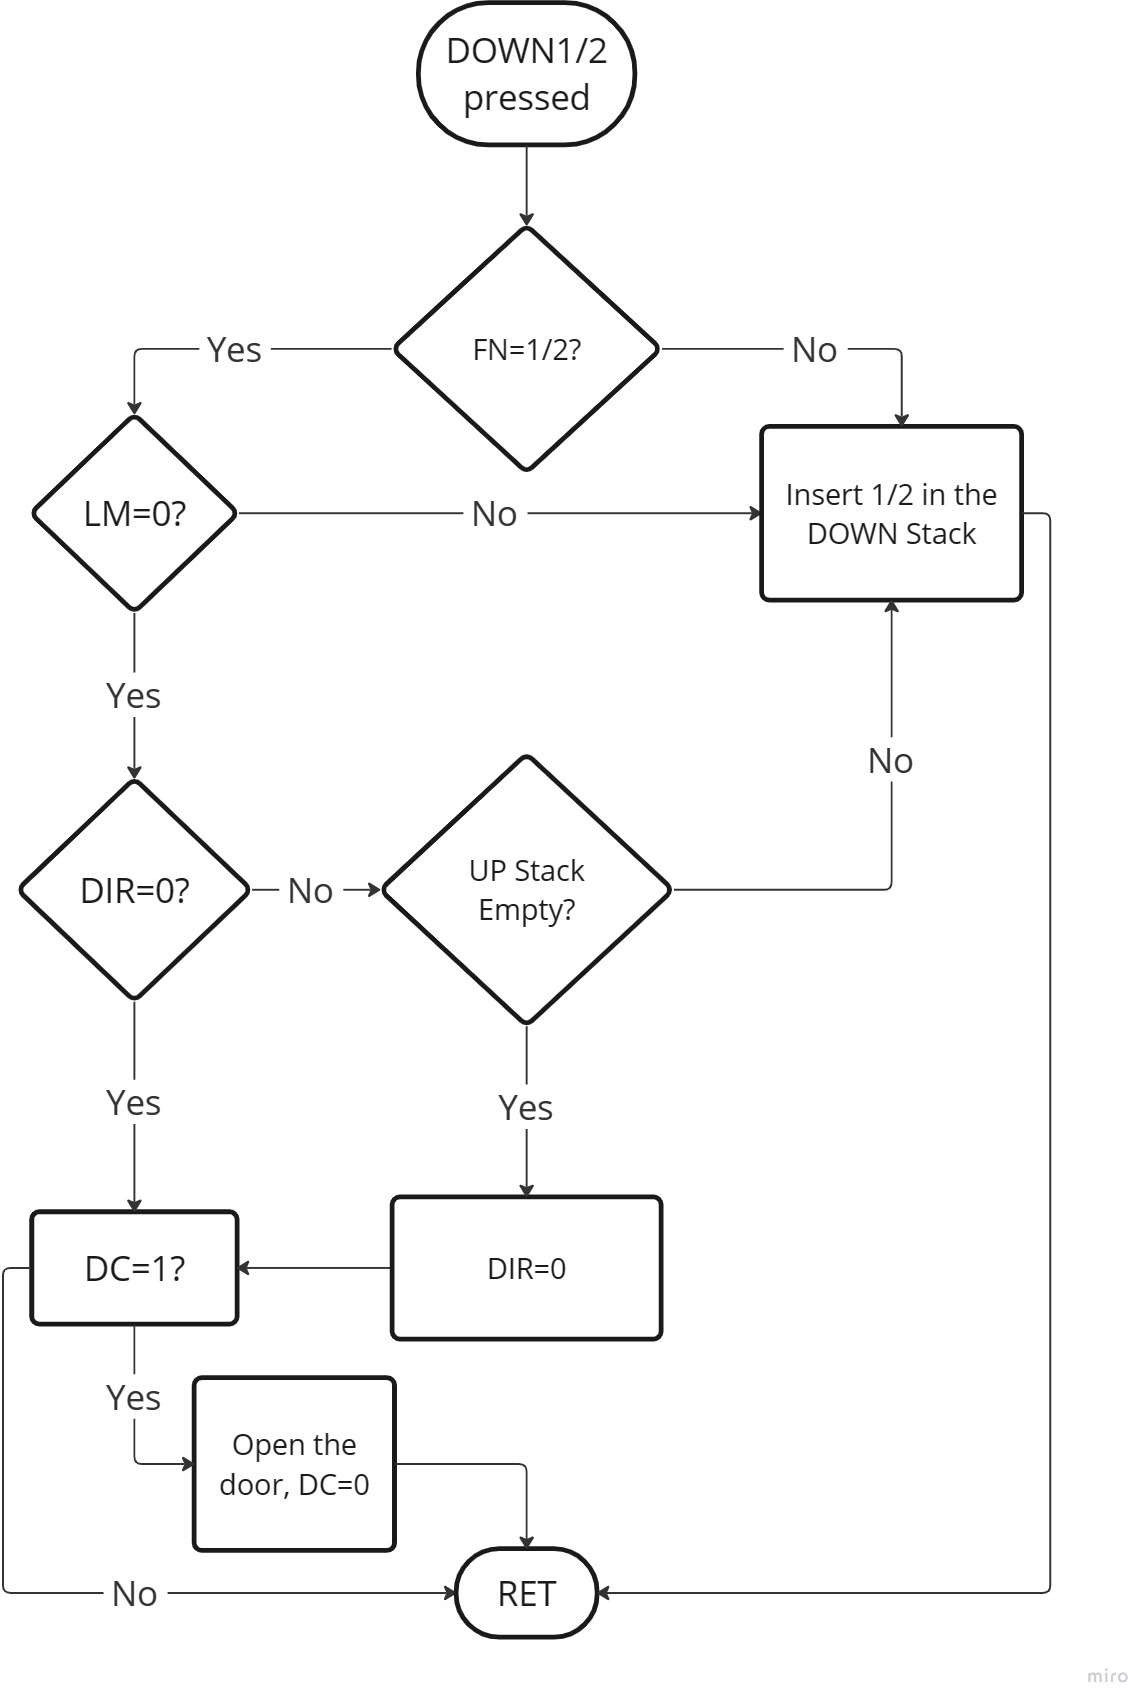 DOWN1/2
pressed
FN=1/2?
Yes
No
LM=0?
No
Insert 1/2 in the
DOWN Stack
Yes
No
DIR=0?
No
UP Stack
Empty?
Yes
Yes
DC=1?
DIR=0
Yes
Open the
door, DC=0
No
RET
miro